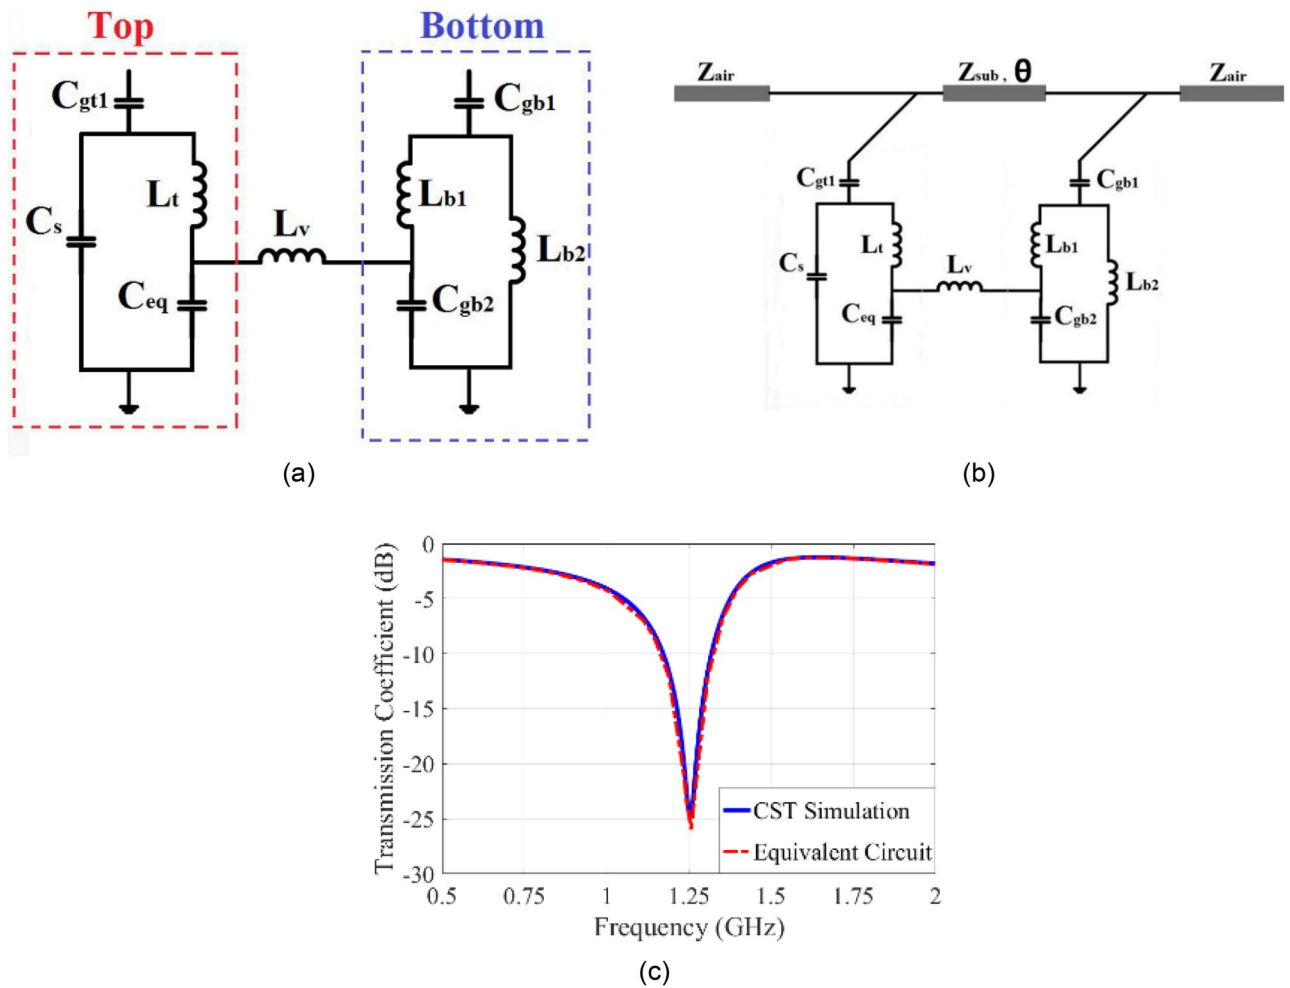 Top
Bottom
Cgt1
Cgb1
Lt
Lb1
Cs
Lv
Lb2
Ceq
Cgb2
(a)
Zair
Zsub, θ
Zair
Cgt1
Cgb1
Lt
Lb1
Cs
Lv
Lb2
Ceq
Cgb2
(b)
Transmission Coefficient (dB)
0
-5
-10
-15
-20
-25
-30
CST Simulation
Equivalent Circuit
0.5 0.75 1 1.25 1.5 1.75 2
Frequency (GHz)
(c)